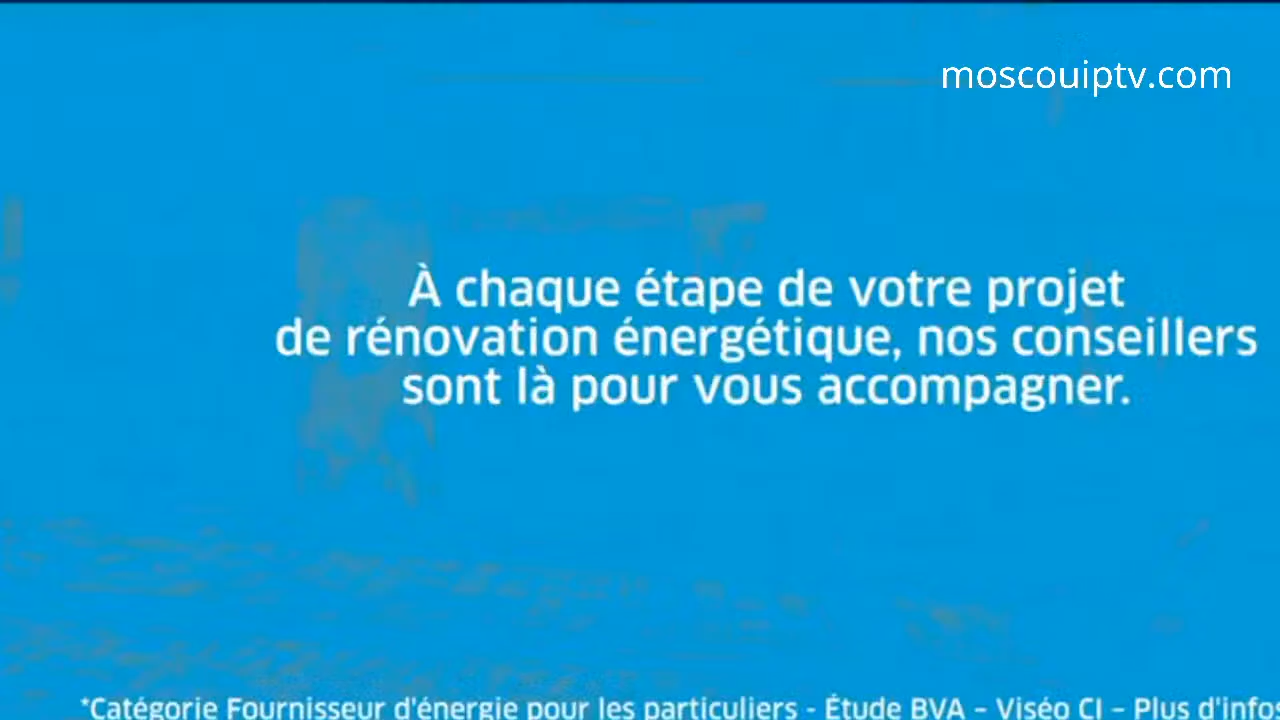 moscouiptv.com
À chaque étape de votre projet
de rénovation énergétique, nos conseillers
sont là pour vous accompagner.
*Catégorie Fournisseur d'énergie pour les particuliers - Étude BVA – Viséo CI – Plus d'infos